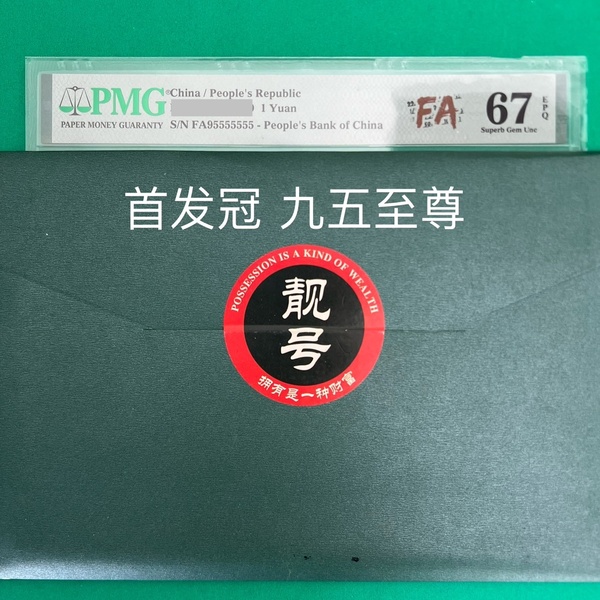 PMG
PAPER MONEY GUARANTY
China / People's Republic
1 Yuan
S/N FA95555555 - People's Bank of China
FA
67
EPQ
Superb Gem Unc
首发冠 九五至尊
POSSESSION IS A KIND OF WEALTH
靓号
拥有是一种财富